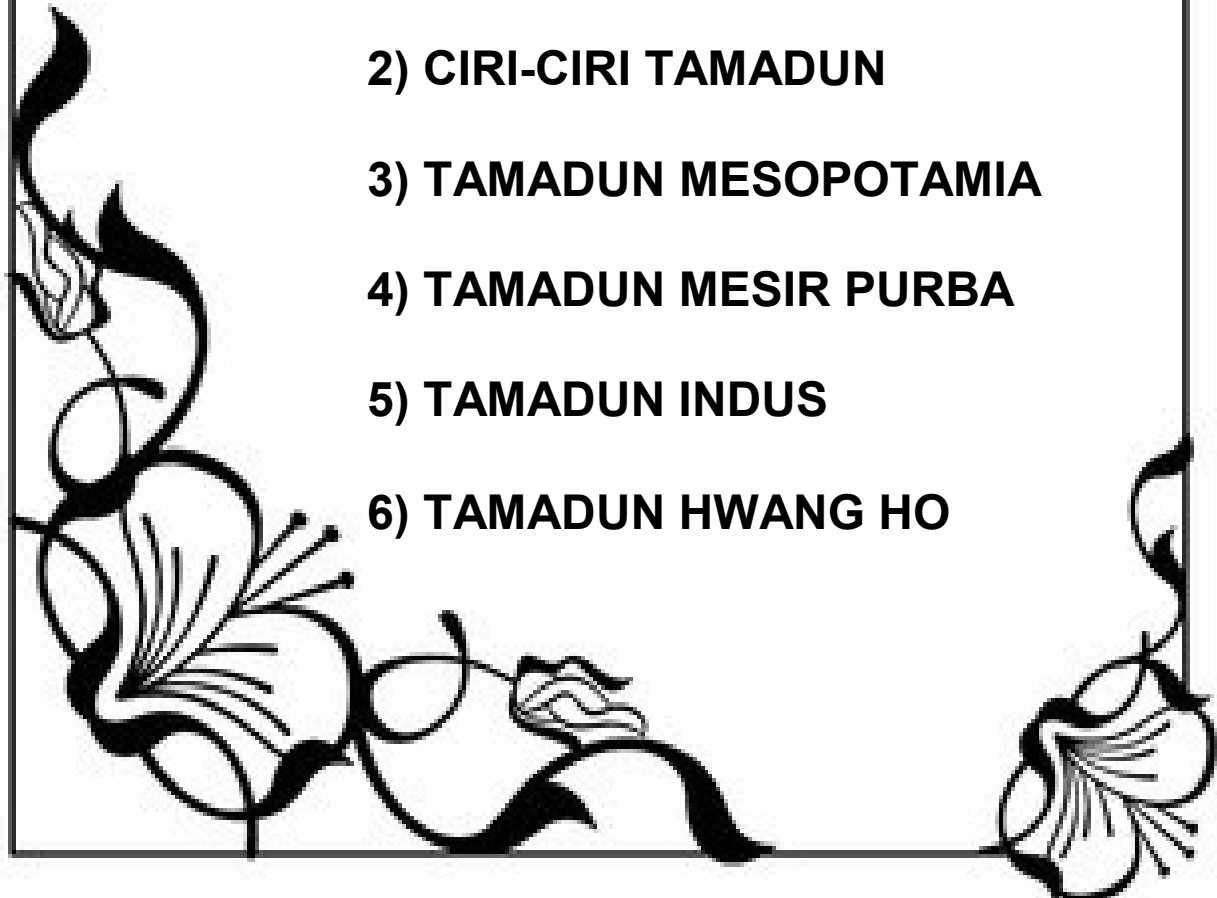 2) CIRI-CIRI TAMADUN
3) TAMADUN MESOPOTAMIA
4) TAMADUN MESIR PURBA
5) TAMADUN INDUS
6) TAMADUN HWANG HO